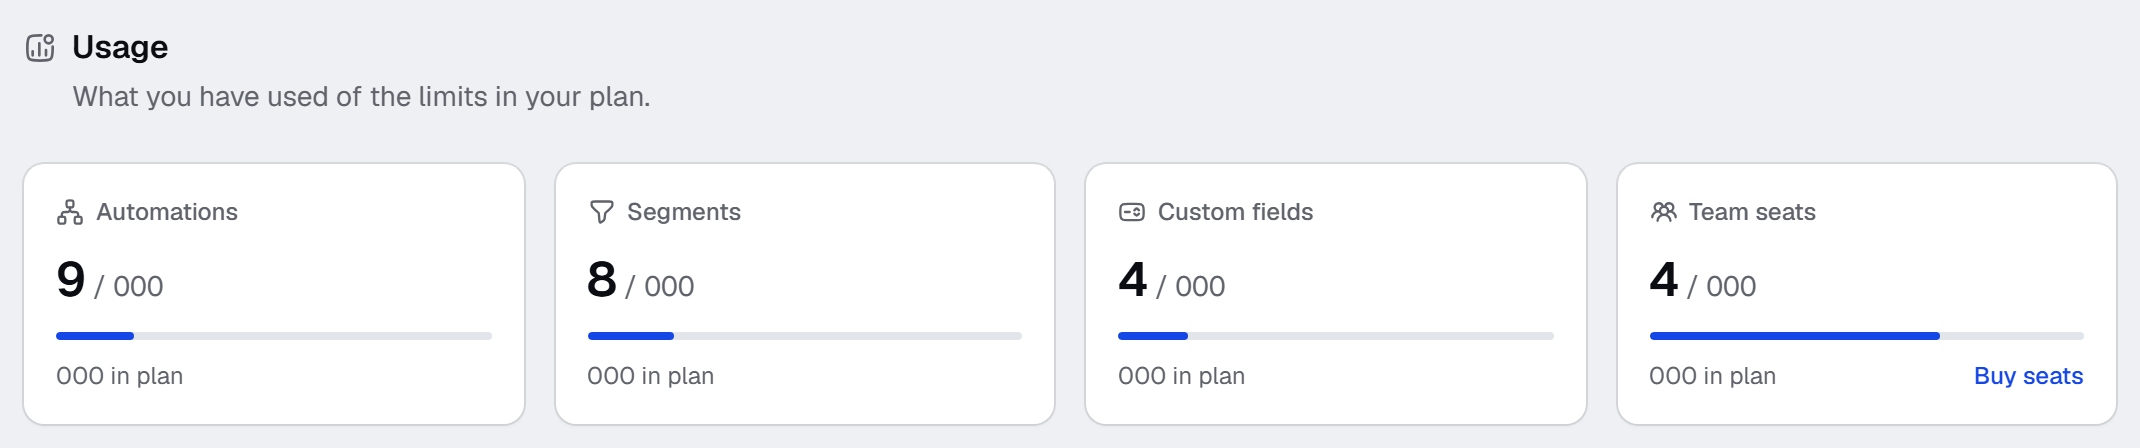 Usage
What you have used of the limits in your plan.
Automations
9 / 000
000 in plan
Segments
8 / 000
000 in plan
Custom fields
4 / 000
000 in plan
Team seats
4 / 000
000 in plan
Buy seats